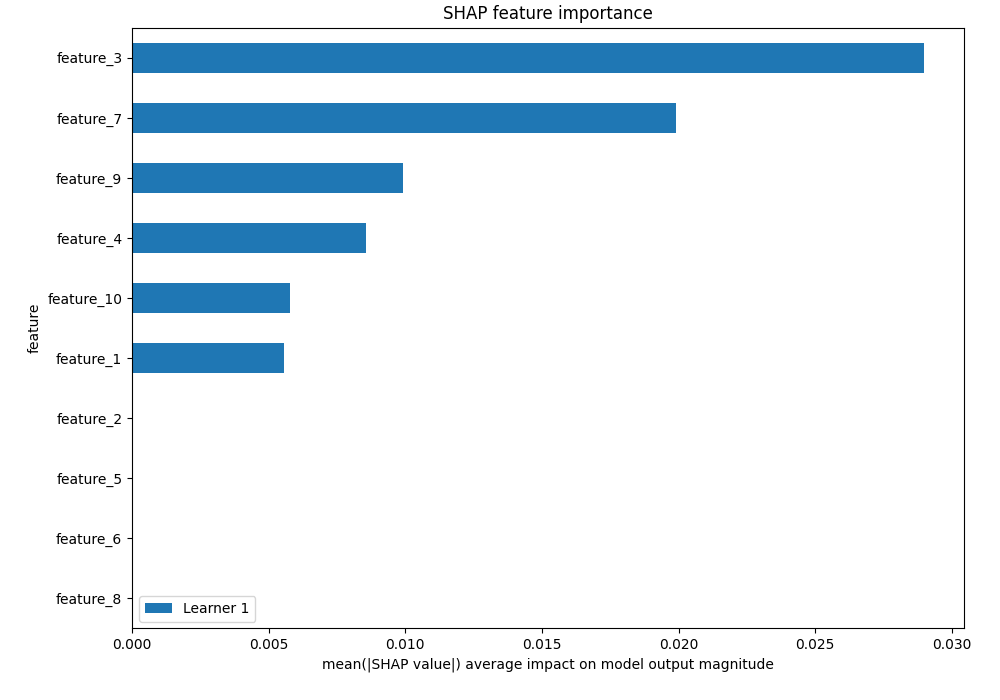 SHAP feature importance
feature_3
feature_7
feature_9
feature_4
feature_10
feature_1
feature_2
feature_5
feature_6
feature_8
feature
Learner 1
0.000 0.005 0.010 0.015 0.020 0.025 0.030
mean(|SHAP value|) average impact on model output magnitude